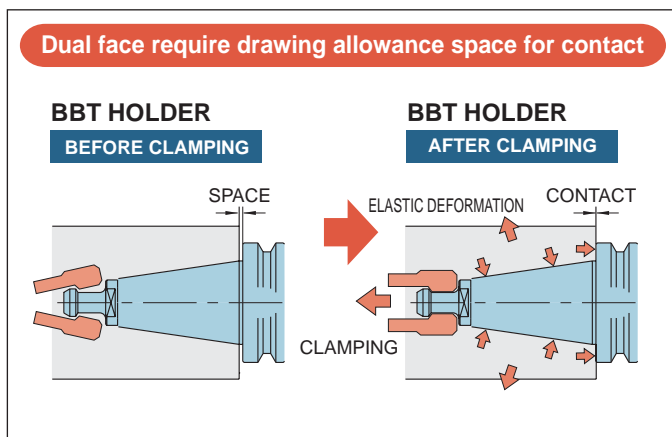 Dual face require drawing allowance space for contact
BBT HOLDER
BEFORE CLAMPING
SPACE
BBT HOLDER
AFTER CLAMPING
ELASTIC DEFORMATION
CONTACT
CLAMPING